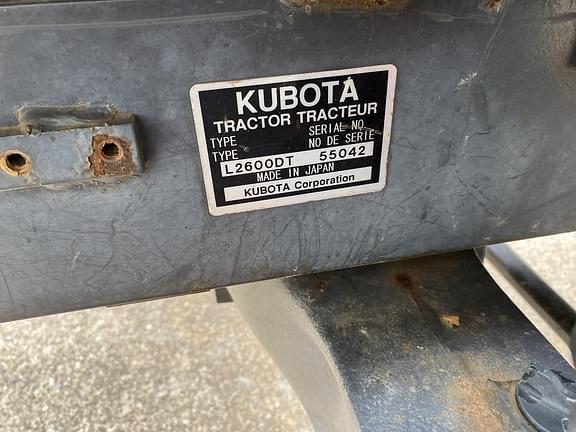 KUBOTA
TRACTOR TRACTEUR
TYPE SERIAL NO.
TYPE NO DE SERIE
L2600DT 55042
MADE IN JAPAN
KUBOTA Corporation